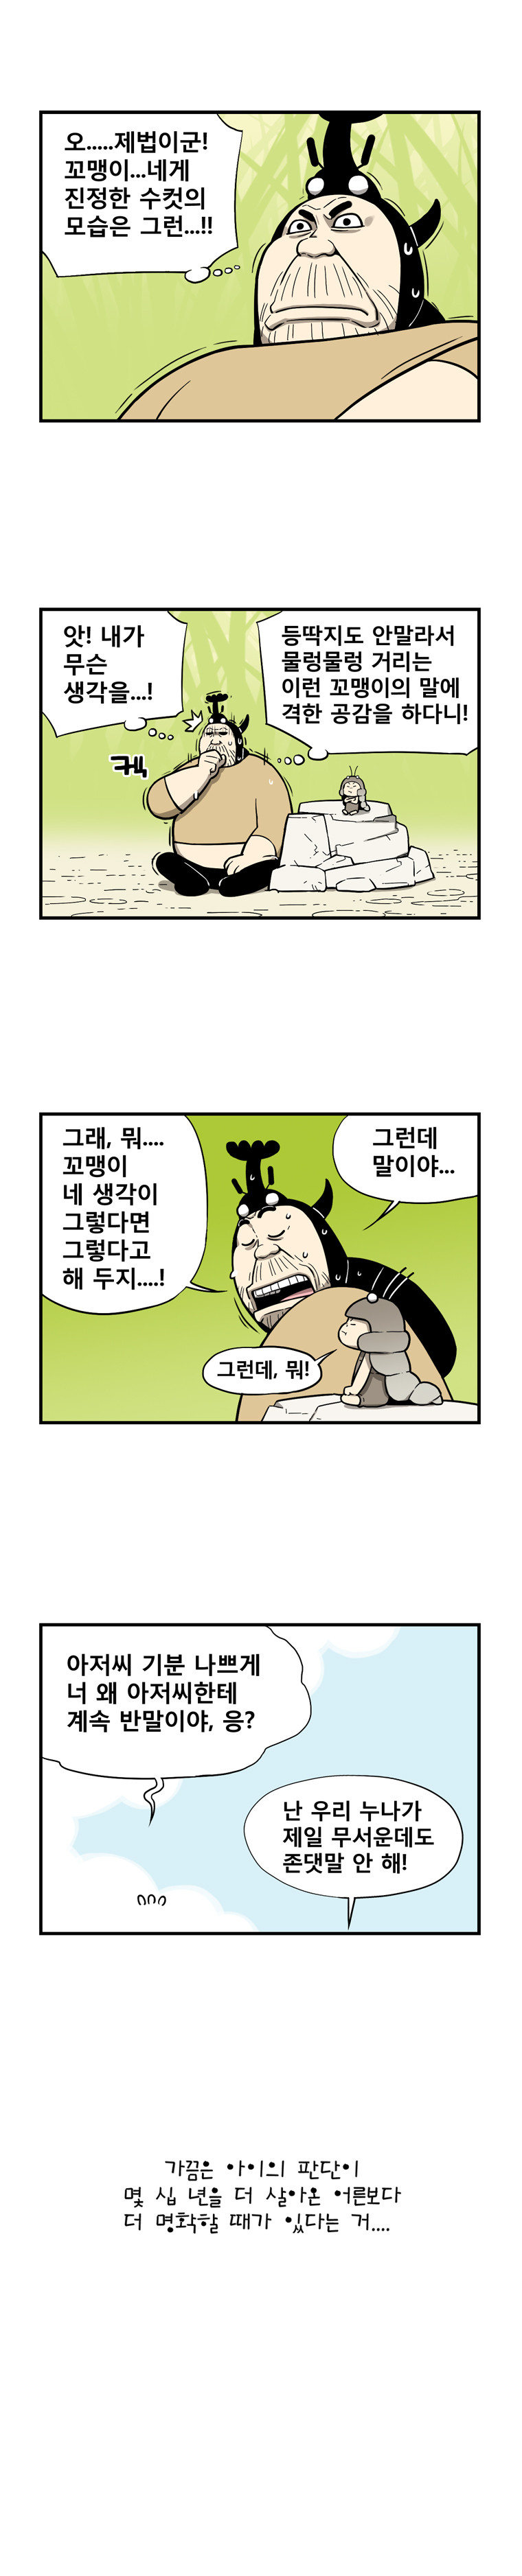 오.....제법이군!
꼬맹이...네게
진정한 수컷의
모습은 그런...!!
앗! 내가
무슨
생각을...!
등딱지도 안말라서
물렁물렁 거리는
이런 꼬맹이의 말에
격한 공감을 하다니!
켁
그래, 뭐....
꼬맹이
네 생각이
그렇다면
그렇다고
해 두지....!
그런데
말이야...
그런데, 뭐!
아저씨 기분 나쁘게
너 왜 아저씨한테
계속 반말이야, 응?
난 우리 누나가
제일 무서운데도
존댓말 안 해!
가끔은 아이의 판단이
몇 십 년을 더 살아온 어른보다
더 명확할 때가 있다는 거....